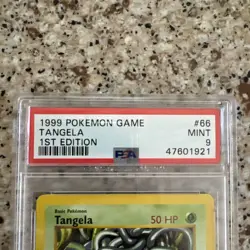 1999 POKEMON GAME #66
TANGELA MINT
1ST EDITION 9
PSA 47601921
Basic Pokémon
Tangela 50 HP